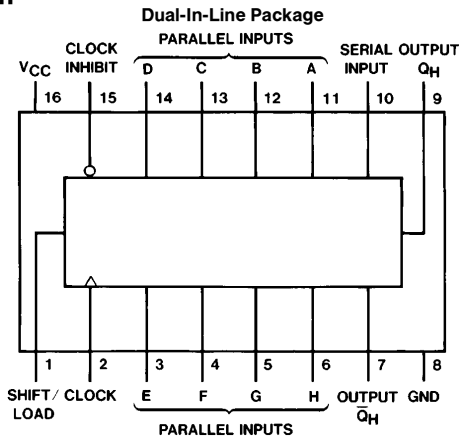 Dual-In-Line Package
PARALLEL INPUTS
CLOCK INHIBIT
SERIAL INPUT
OUTPUT QH
VCC
D C B A
16 15 14 13 12 11 10 9
1 2 3 4 5 6 7 8
SHIFT/ LOAD
CLOCK
E F G H
OUTPUT Q̅H
GND
PARALLEL INPUTS